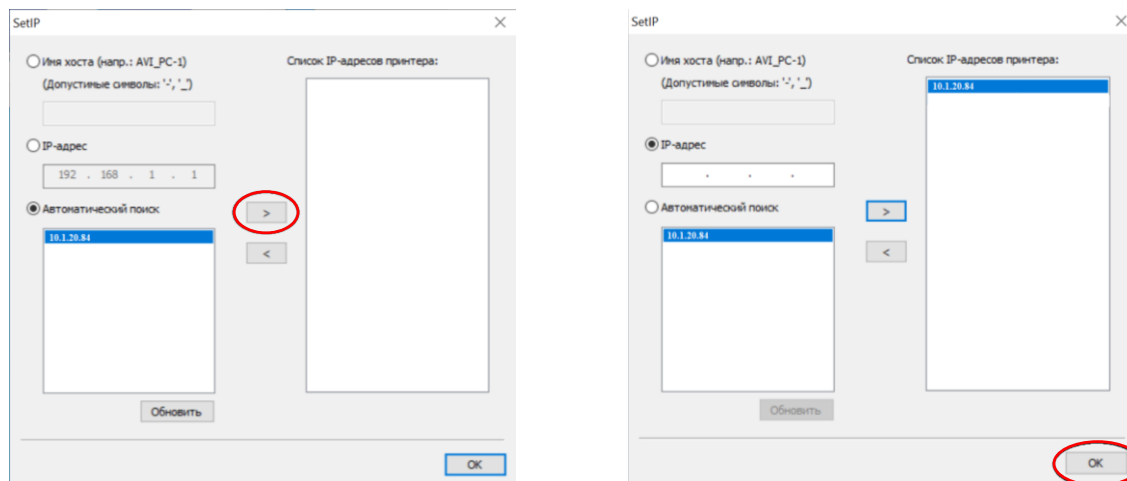 SetIP
Имя хоста (напр.: AVI_PC-1)
(Допустимые символы: '-', '_')
IP-адрес
192 . 168 . 1 . 1
Автоматический поиск
10.1.20.84
Обновить
Список IP-адресов принтера:
>
<
OK
SetIP
Имя хоста (напр.: AVI_PC-1)
(Допустимые символы: '-', '_')
IP-адрес
. . .
Автоматический поиск
10.1.20.84
Обновить
Список IP-адресов принтера:
10.1.20.84
>
<
OK